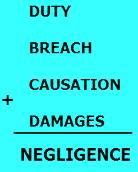 DUTY
BREACH
CAUSATION
+
DAMAGES
NEGLIGENCE